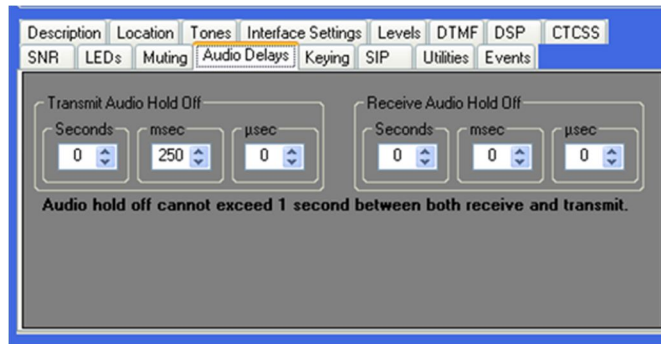 Description Location Tones Interface Settings Levels DTMF DSP CTCSS
SNR LEDs Muting Audio Delays Keying SIP Utilities Events
Transmit Audio Hold Off Receive Audio Hold Off
Seconds msec µsec Seconds msec µsec
0 250 0 0 0 0
Audio hold off cannot exceed 1 second between both receive and transmit.